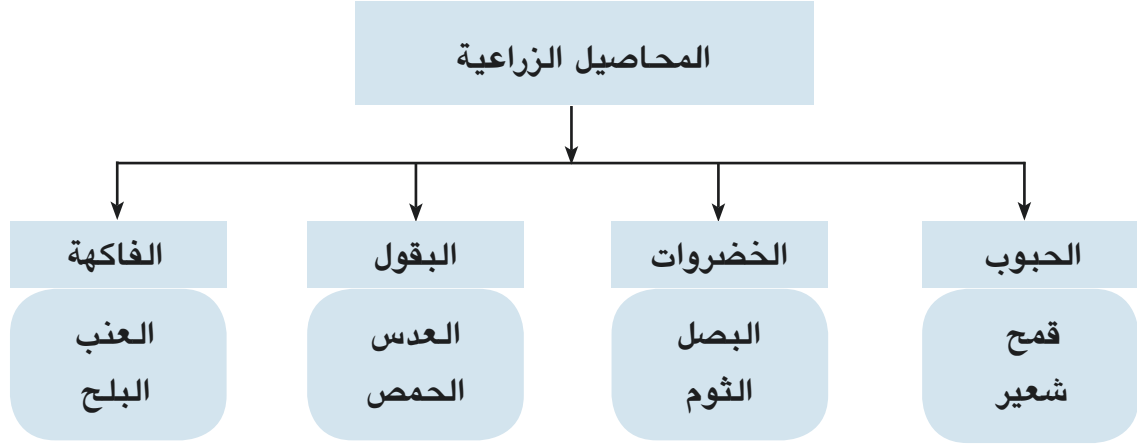 المحاصيل الزراعية
الحبوب
قمح
شعير
الخضروات
البصل
الثوم
البقول
العدس
الحمص
الفاكهة
العنب
البلح